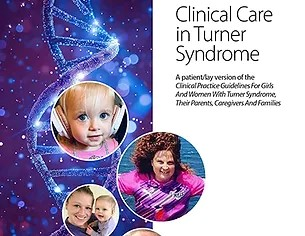 Clinical Care
in Turner
Syndrome
A patient/lay version of the
Clinical Practice Guidelines For Girls
And Women With Turner Syndrome,
Their Parents, Caregivers And Families